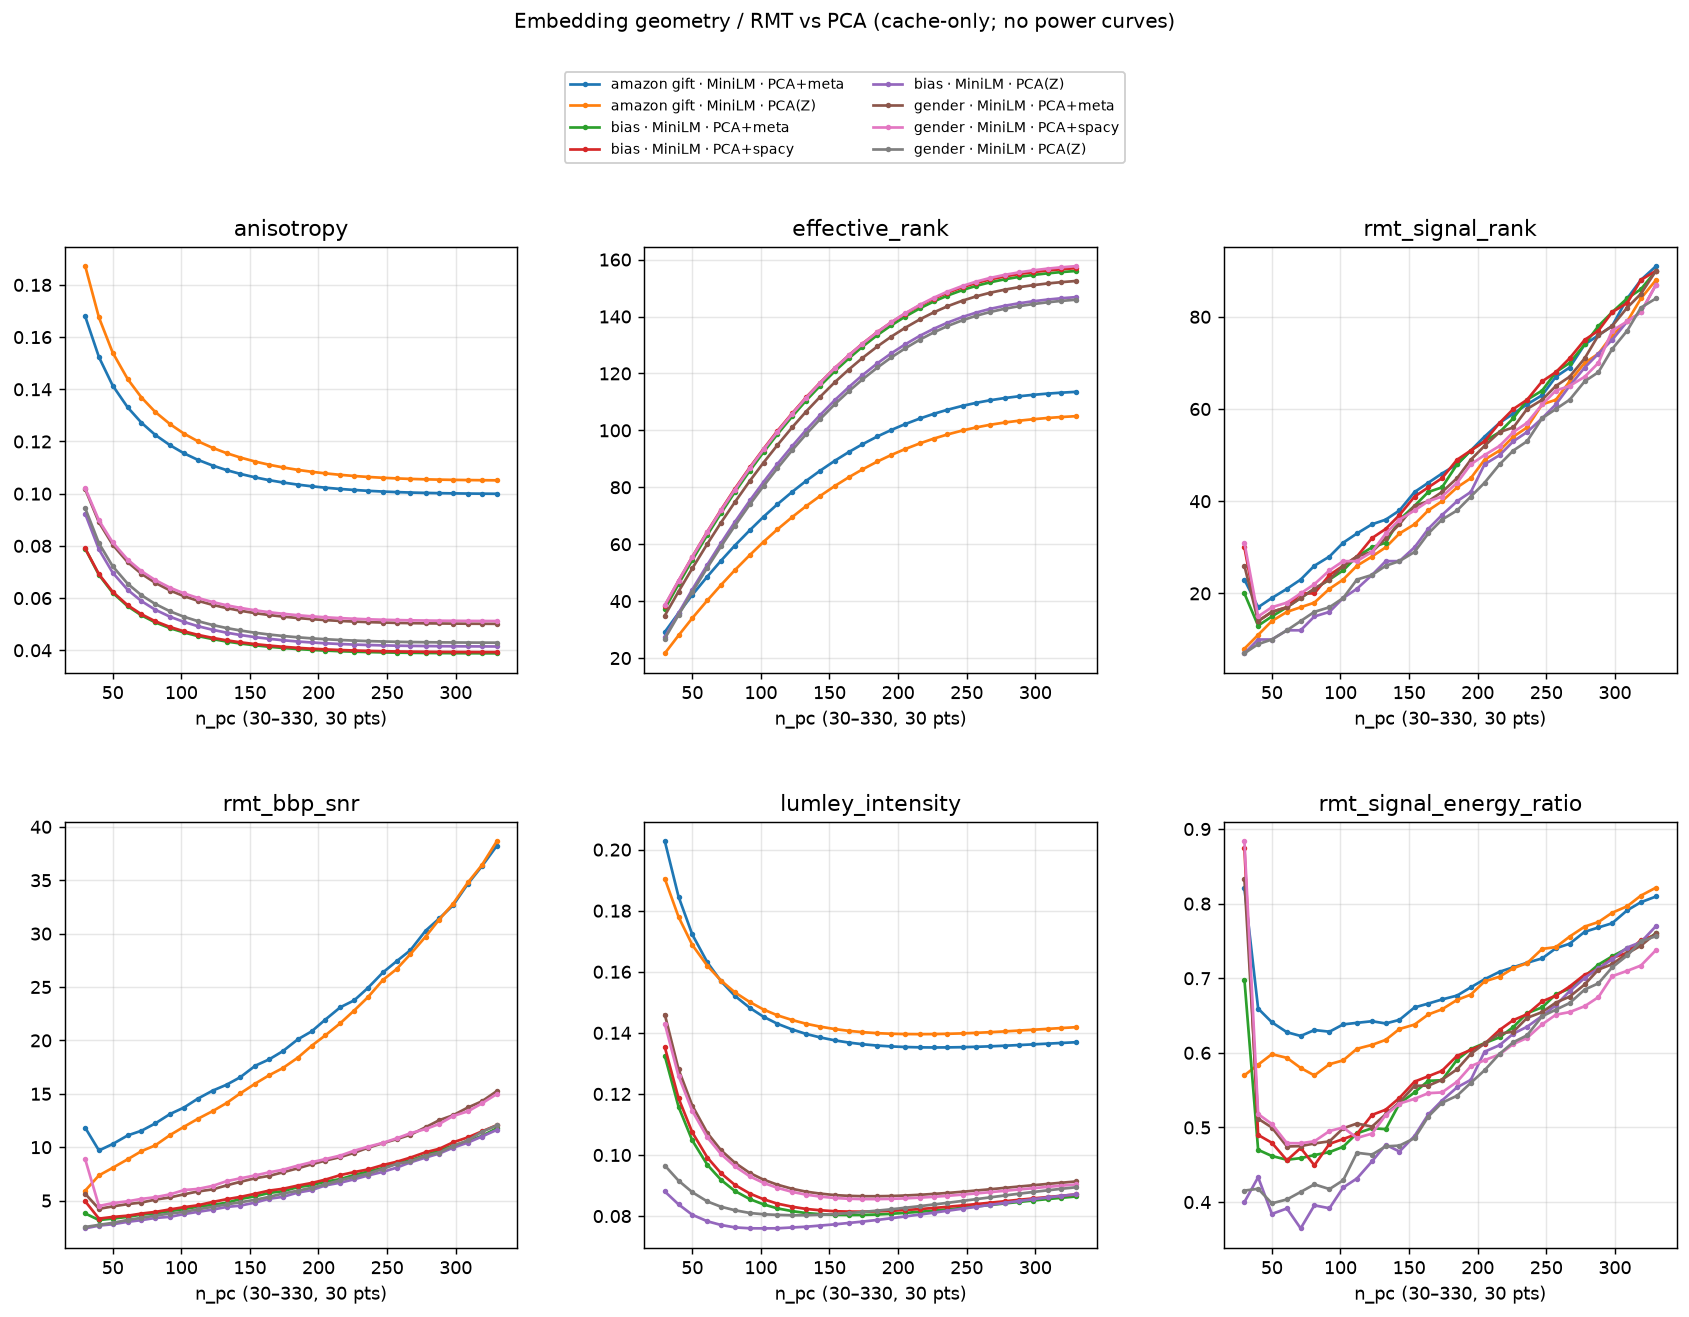 Embedding geometry / RMT vs PCA (cache-only; no power curves)
amazon gift · MiniLM · PCA+meta
amazon gift · MiniLM · PCA(Z)
bias · MiniLM · PCA+meta
bias · MiniLM · PCA+spacy
bias · MiniLM · PCA(Z)
gender · MiniLM · PCA+meta
gender · MiniLM · PCA+spacy
gender · MiniLM · PCA(Z)
anisotropy
0.18
0.16
0.14
0.12
0.10
0.08
0.06
0.04
50 100 150 200 250 300
n_pc (30–330, 30 pts)
effective_rank
160
140
120
100
80
60
40
20
50 100 150 200 250 300
n_pc (30–330, 30 pts)
rmt_signal_rank
80
60
40
20
50 100 150 200 250 300
n_pc (30–330, 30 pts)
rmt_bbp_snr
40
35
30
25
20
15
10
5
50 100 150 200 250 300
n_pc (30–330, 30 pts)
lumley_intensity
0.20
0.18
0.16
0.14
0.12
0.10
0.08
50 100 150 200 250 300
n_pc (30–330, 30 pts)
rmt_signal_energy_ratio
0.9
0.8
0.7
0.6
0.5
0.4
50 100 150 200 250 300
n_pc (30–330, 30 pts)